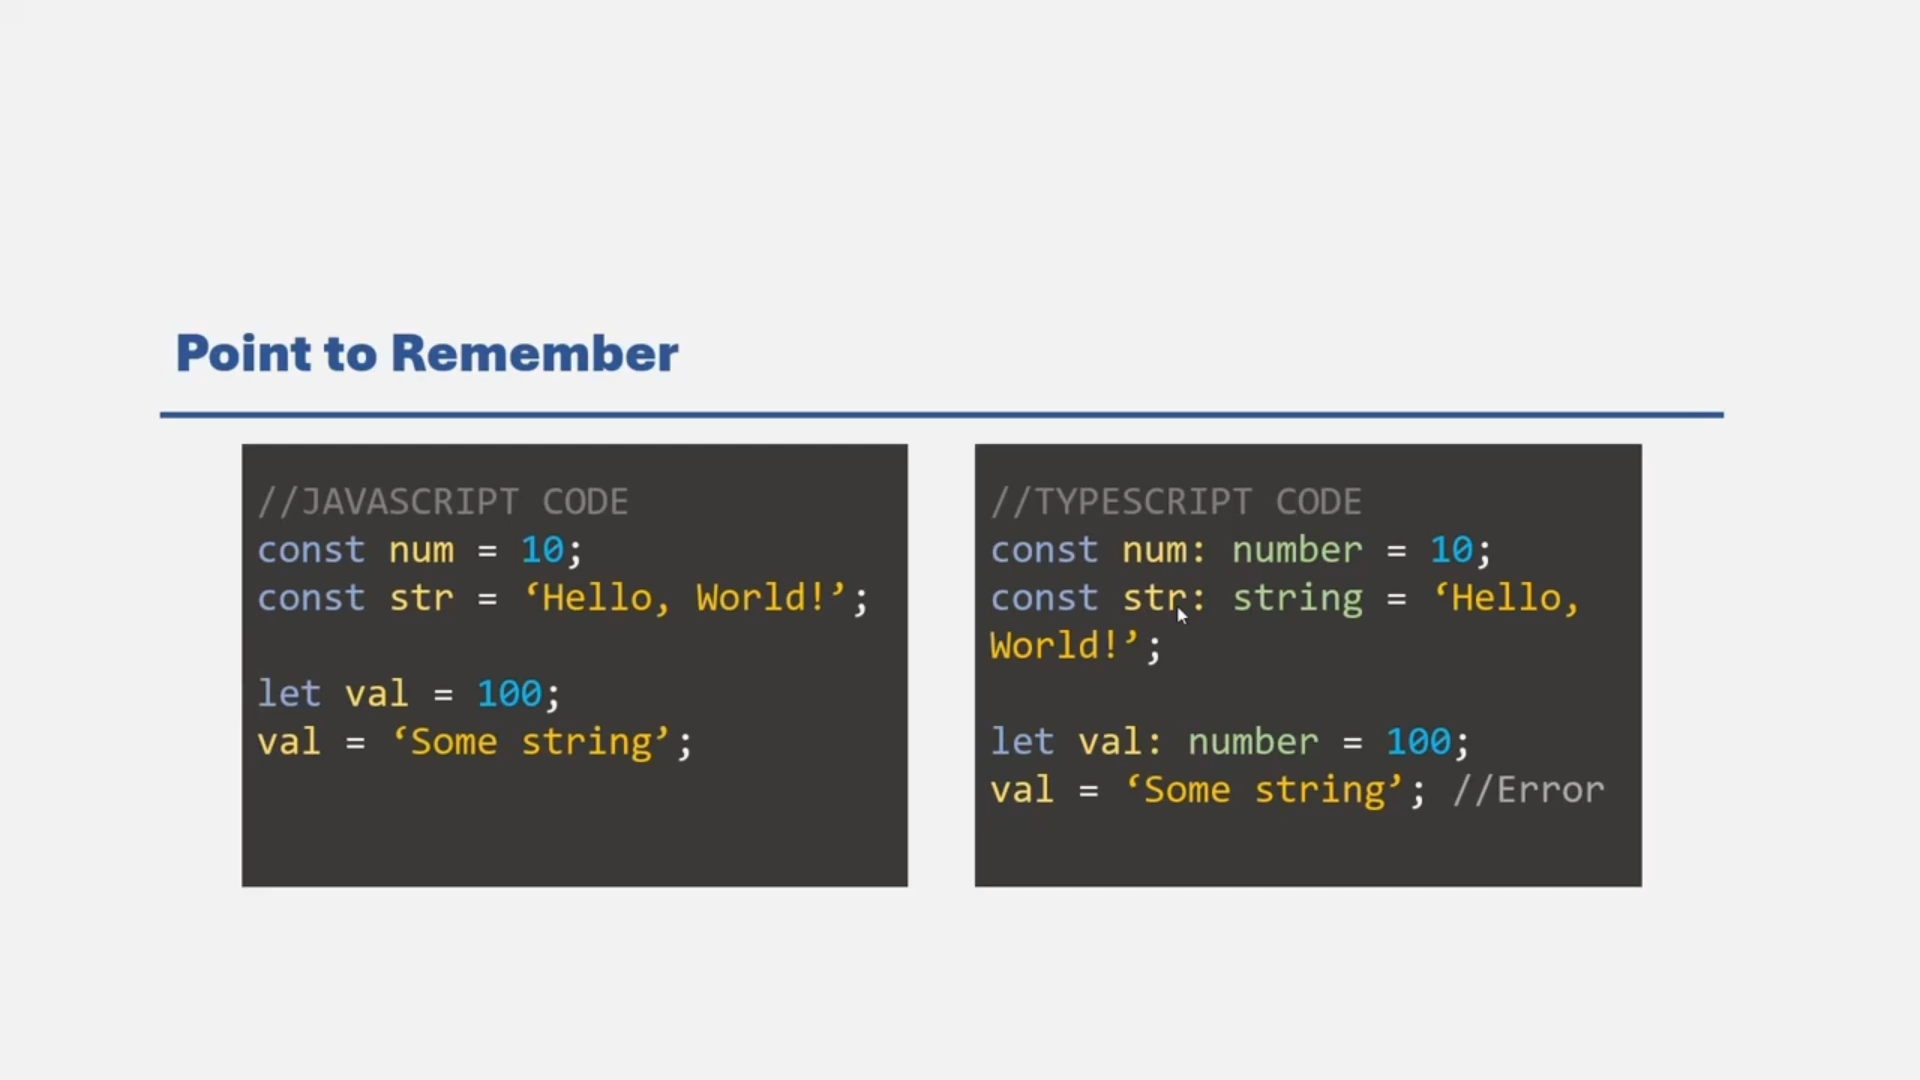 Point to Remember
//JAVASCRIPT CODE
const num = 10;
const str = ‘Hello, World!’;
let val = 100;
val = ‘Some string’;
//TYPESCRIPT CODE
const num: number = 10;
const str: string = ‘Hello,
World!’;
let val: number = 100;
val = ‘Some string’; //Error